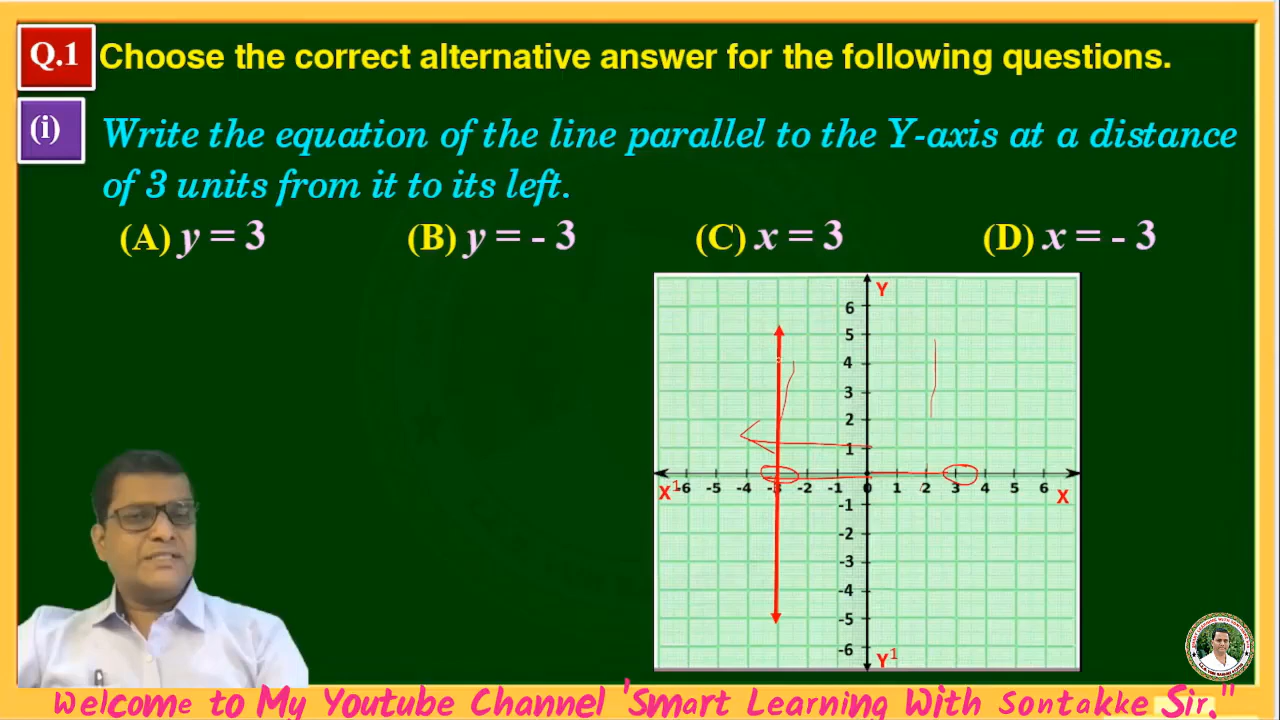 Q.1 Choose the correct alternative answer for the following questions.
(i) Write the equation of the line parallel to the Y-axis at a distance
of 3 units from it to its left.
(A) y = 3 (B) y = - 3 (C) x = 3 (D) x = - 3
Y
6
5
4
3
2
1
X1 -6 -5 -4 -3 -2 -1 0 1 2 3 4 5 6 X
-1
-2
-3
-4
-5
-6
Y1
Welcome to My Youtube Channel 'Smart Learning With Sontakke Sir."